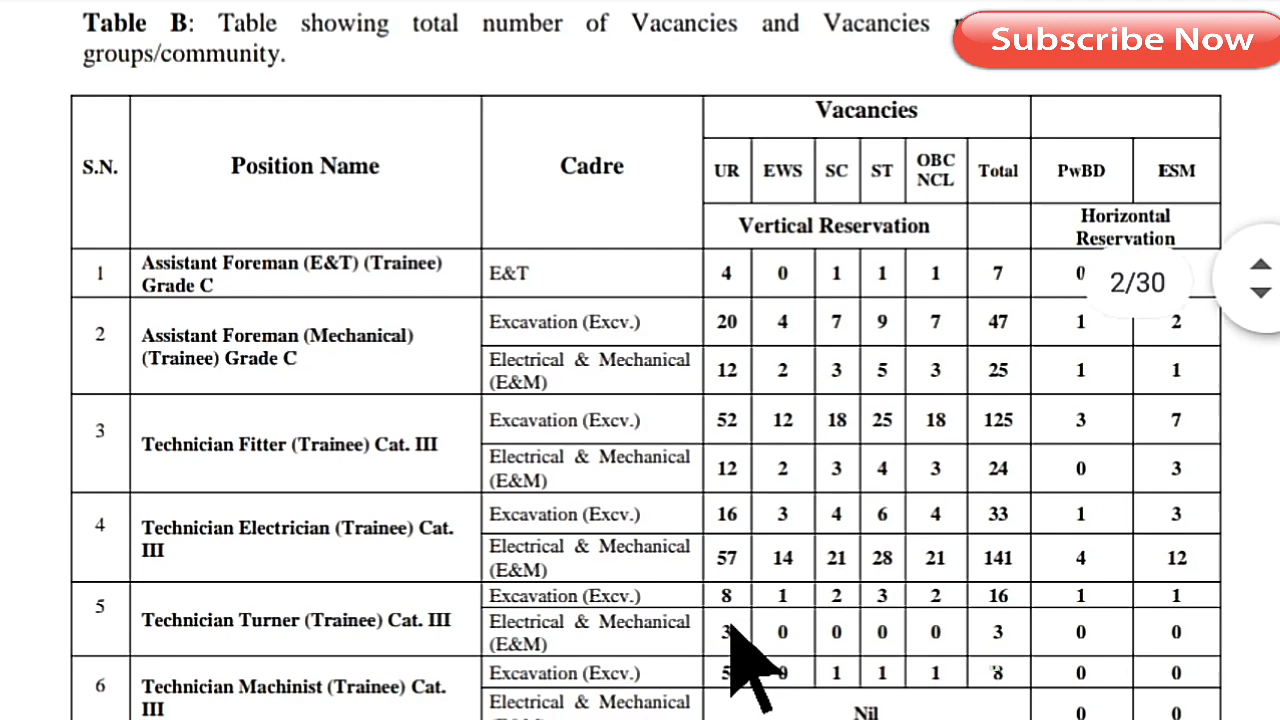 Table B: Table showing total number of Vacancies and Vacancies
Subscribe Now
groups/community.
Vacancies
S.N. Position Name Cadre UR EWS SC ST OBC NCL Total PwBD ESM
Vertical Reservation Horizontal Reservation
1 Assistant Foreman (E&T) (Trainee) Grade C E&T 4 0 1 1 1 7 0
2/30
2 Assistant Foreman (Mechanical) (Trainee) Grade C Excavation (Excv.) 20 4 7 9 7 47 1 2
Electrical & Mechanical (E&M) 12 2 3 5 3 25 1 1
3 Technician Fitter (Trainee) Cat. III Excavation (Excv.) 52 12 18 25 18 125 3 7
Electrical & Mechanical (E&M) 12 2 3 4 3 24 0 3
4 Technician Electrician (Trainee) Cat. III Excavation (Excv.) 16 3 4 6 4 33 1 3
Electrical & Mechanical (E&M) 57 14 21 28 21 141 4 12
5 Technician Turner (Trainee) Cat. III Excavation (Excv.) 8 1 2 3 2 16 1 1
Electrical & Mechanical (E&M) 3 0 0 0 0 3 0 0
6 Technician Machinist (Trainee) Cat. III Excavation (Excv.) 5 0 1 1 1 8 0 0
Electrical & Mechanical Nil 0 0